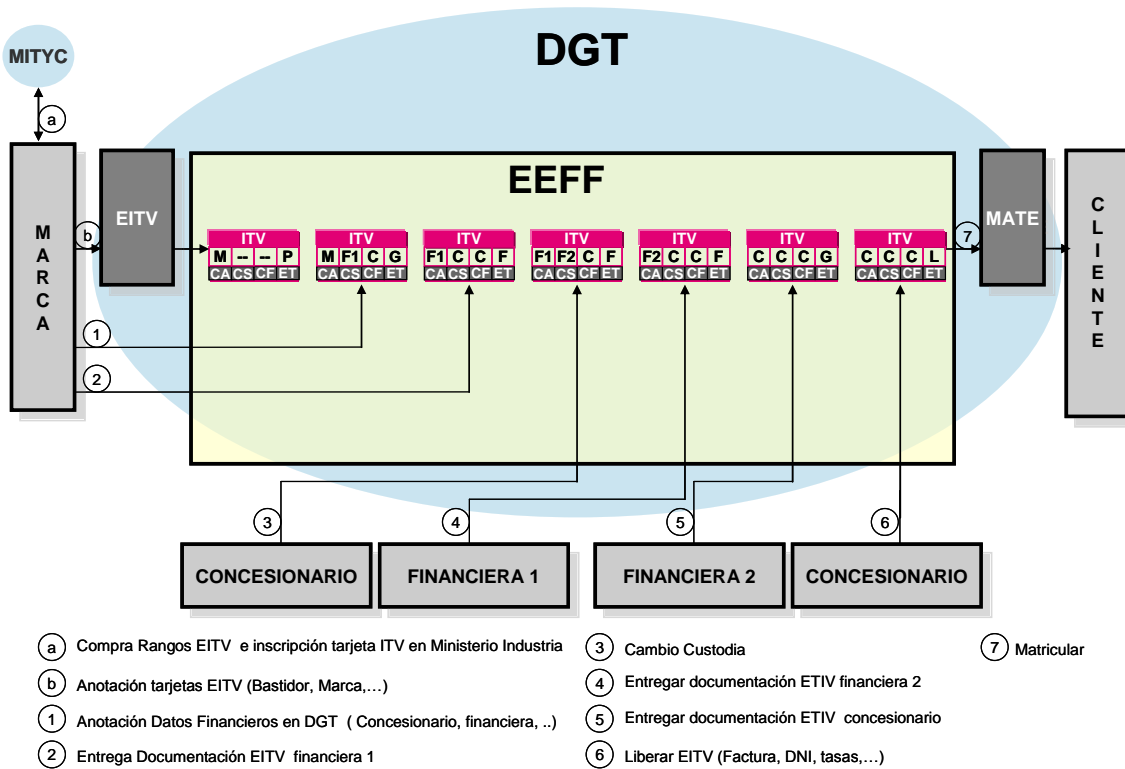 DGT
MITYC
a
EEFF
MARCA
b
EITV
ITV
M -- -- P
CA CS CF ET
ITV
M F1 C G
CA CS CF ET
ITV
F1 C C F
CA CS CF ET
ITV
F1 F2 C F
CA CS CF ET
ITV
F2 C C F
CA CS CF ET
ITV
C C C G
CA CS CF ET
ITV
C C C L
CA CS CF ET
7
MATE
CLIENTE
1
2
3
4
5
6
CONCESIONARIO
FINANCIERA 1
FINANCIERA 2
CONCESIONARIO
a Compra Rangos EITV e inscripción tarjeta ITV en Ministerio Industria
b Anotación tarjetas EITV (Bastidor, Marca,...)
1 Anotación Datos Financieros en DGT ( Concesionario, financiera, ..)
2 Entrega Documentación EITV financiera 1
3 Cambio Custodia
4 Entregar documentación ETIV financiera 2
5 Entregar documentación ETIV concesionario
6 Liberar EITV (Factura, DNI, tasas,...)
7 Matricular